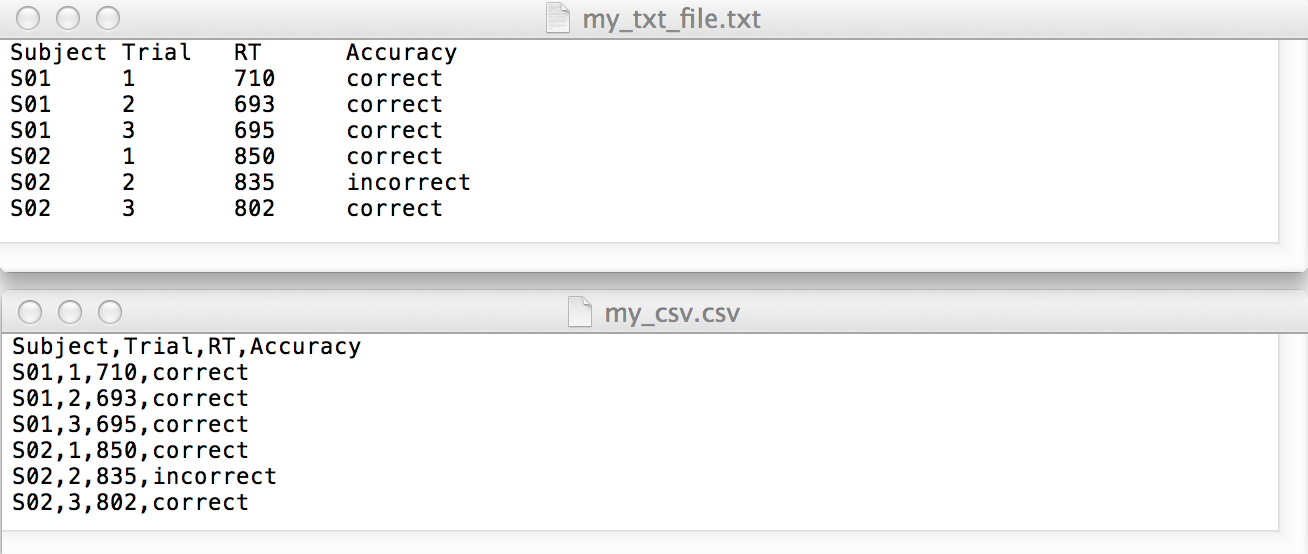 my_txt_file.txt
Subject Trial RT Accuracy
S01 1 710 correct
S01 2 693 correct
S01 3 695 correct
S02 1 850 correct
S02 2 835 incorrect
S02 3 802 correct
my_csv.csv
Subject,Trial,RT,Accuracy
S01,1,710,correct
S01,2,693,correct
S01,3,695,correct
S02,1,850,correct
S02,2,835,incorrect
S02,3,802,correct